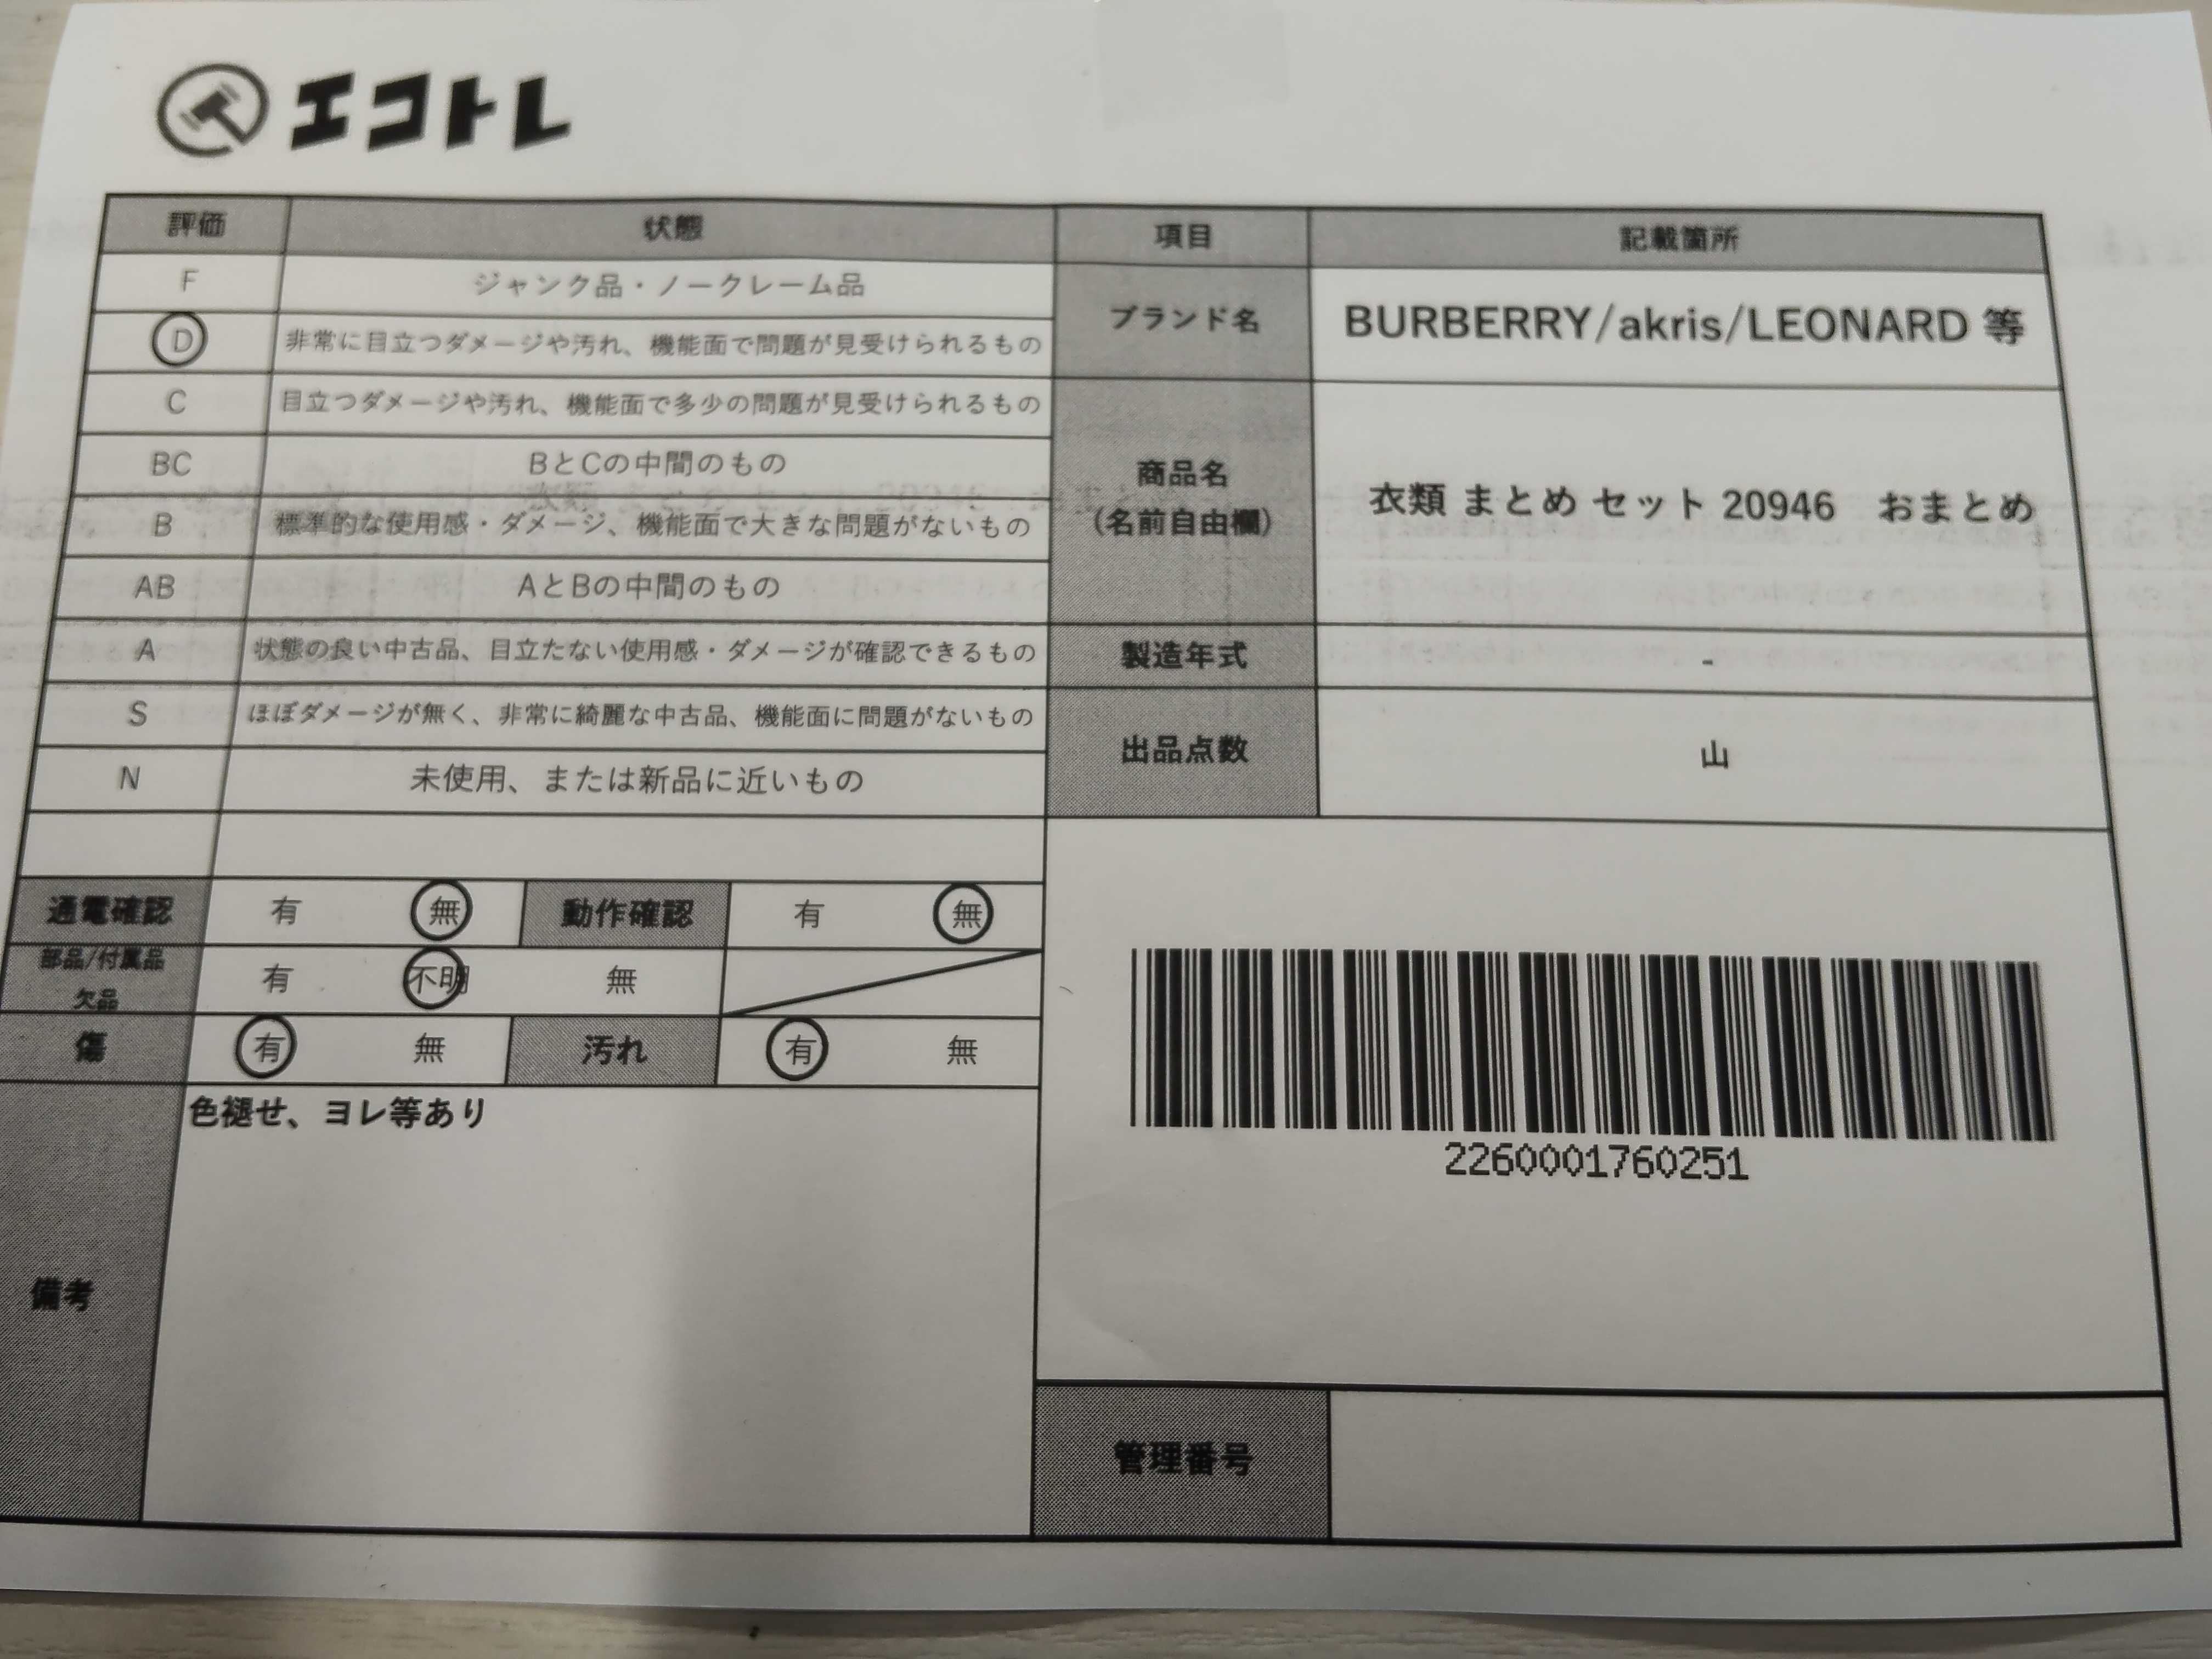 エコトレ
評価 状態 項目 記載箇所
F ジャンク品・ノークレーム品
D 非常に目立つダメージや汚れ、機能面で問題が見受けられるもの
ブランド名 BURBERRY/akris/LEONARD 等
C 目立つダメージや汚れ、機能面で多少の問題が見受けられるもの
BC BとCの中間のもの
B 標準的な使用感・ダメージ、機能面で大きな問題がないもの
商品名
(名前自由欄)
衣類 まとめ セット 20946 おまとめ
AB AとBの中間のもの
A 状態の良い中古品、目立たない使用感・ダメージが確認できるもの
製造年式 -
S ほぼダメージが無く、非常に綺麗な中古品、機能面に問題がないもの
出品点数 山
N 未使用、または新品に近いもの
通電確認 有 無 動作確認 有 無
部品/付属品
欠品
有 不明 無
傷 有 無 汚れ 有 無
備考
色褪せ、ヨレ等あり
2260001760251
管理番号